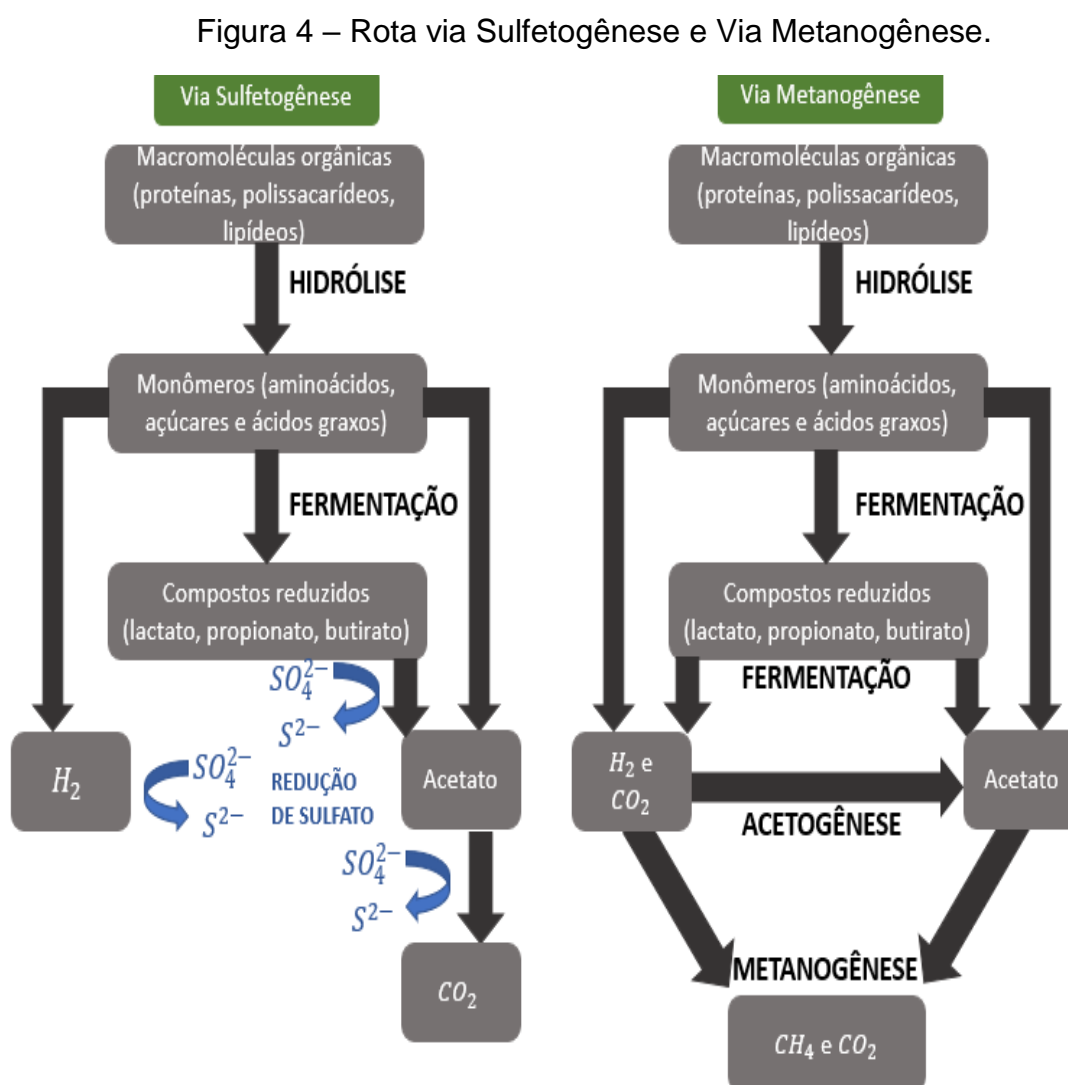 Figura 4 – Rota via Sulfetogênese e Via Metanogênese.
Via Sulfetogênese
Macromoléculas orgânicas
(proteínas, polissacarídeos,
lipídeos)
HIDRÓLISE
Monômeros (aminoácidos,
açúcares e ácidos graxos)
FERMENTAÇÃO
Compostos reduzidos
(lactato, propionato, butirato)
SO₄²⁻
S²⁻
H₂
SO₄²⁻
S²⁻
REDUÇÃO
DE SULFATO
Acetato
SO₄²⁻
S²⁻
CO₂
Via Metanogênese
Macromoléculas orgânicas
(proteínas, polissacarídeos,
lipídeos)
HIDRÓLISE
Monômeros (aminoácidos,
açúcares e ácidos graxos)
FERMENTAÇÃO
Compostos reduzidos
(lactato, propionato, butirato)
FERMENTAÇÃO
H₂ e
CO₂
Acetato
ACETOGÊNESE
METANOGÊNESE
CH₄ e CO₂